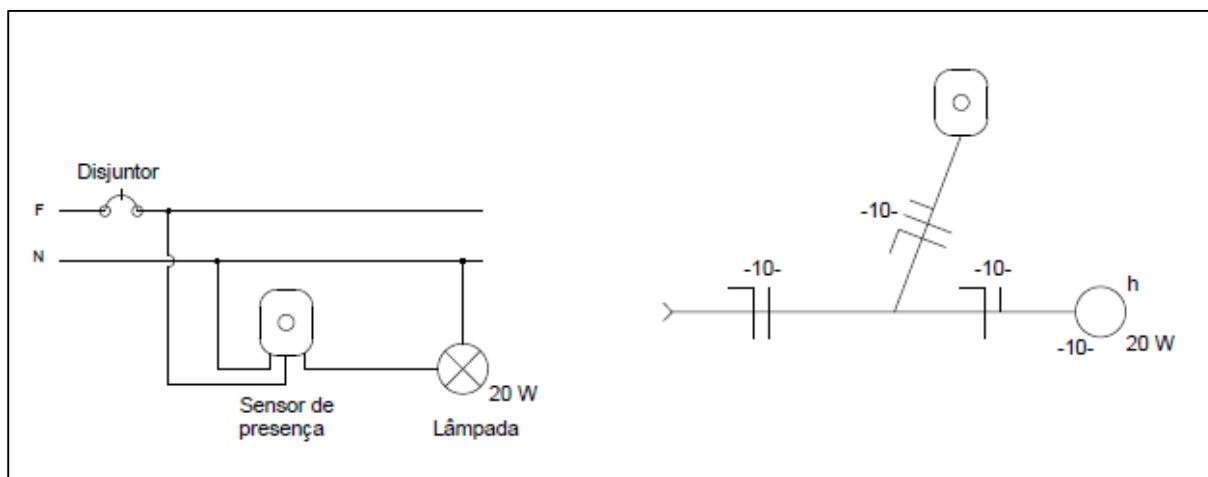 Disjuntor
F
N
Sensor de
presença
20 W
Lâmpada
-10-
-10-
-10-
h
-10-
20 W